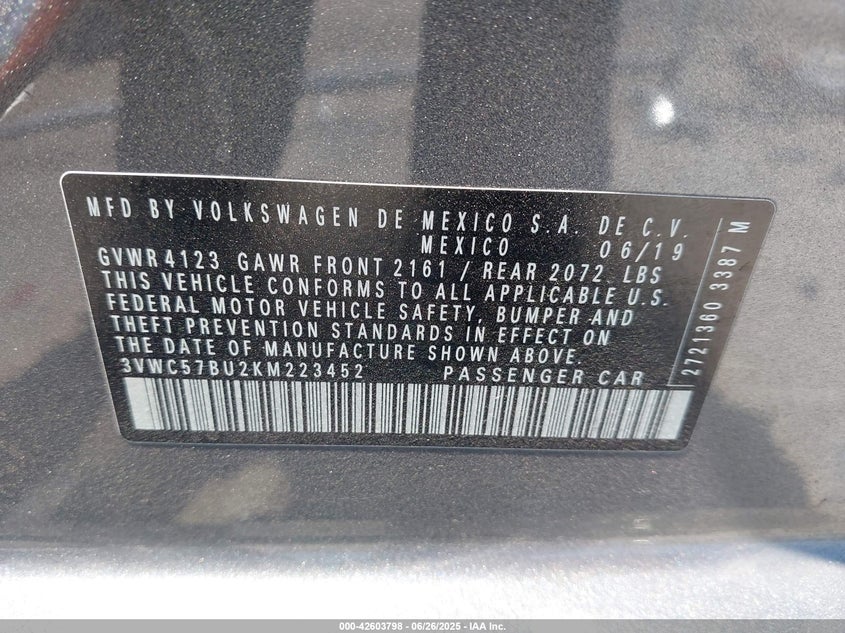 MFD BY VOLKSWAGEN DE MEXICO S.A. DE C.V.
MEXICO 06/19
GVWR 4123 GAWR FRONT 2161 / REAR 2072 LBS
THIS VEHICLE CONFORMS TO ALL APPLICABLE U.S.
FEDERAL MOTOR VEHICLE SAFETY, BUMPER AND
THEFT PREVENTION STANDARDS IN EFFECT ON
THE DATE OF MANUFACTURE SHOWN ABOVE.
3VWC57BU2KM223452 PASSENGER CAR
2721360 3387 M
000-42603798 - 06/26/2025 - IAA Inc.